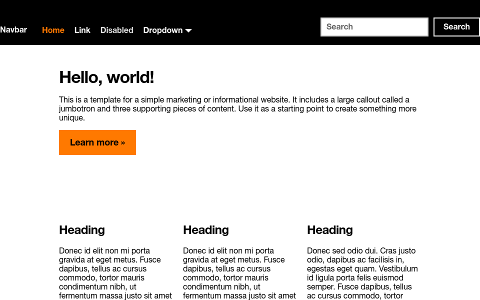 Navbar Home Link Disabled Dropdown Search Search
Hello, world!
This is a template for a simple marketing or informational website. It includes a large callout called a
jumbotron and three supporting pieces of content. Use it as a starting point to create something more
unique.
Learn more »
Heading
Donec id elit non mi porta
gravida at eget metus. Fusce
dapibus, tellus ac cursus
commodo, tortor mauris
condimentum nibh, ut
fermentum massa justo sit amet
Heading
Donec id elit non mi porta
gravida at eget metus. Fusce
dapibus, tellus ac cursus
commodo, tortor mauris
condimentum nibh, ut
fermentum massa justo sit amet
Heading
Donec sed odio dui. Cras justo
odio, dapibus ac facilisis in,
egestas eget quam. Vestibulum
id ligula porta felis euismod
semper. Fusce dapibus, tellus
ac cursus commodo, tortor